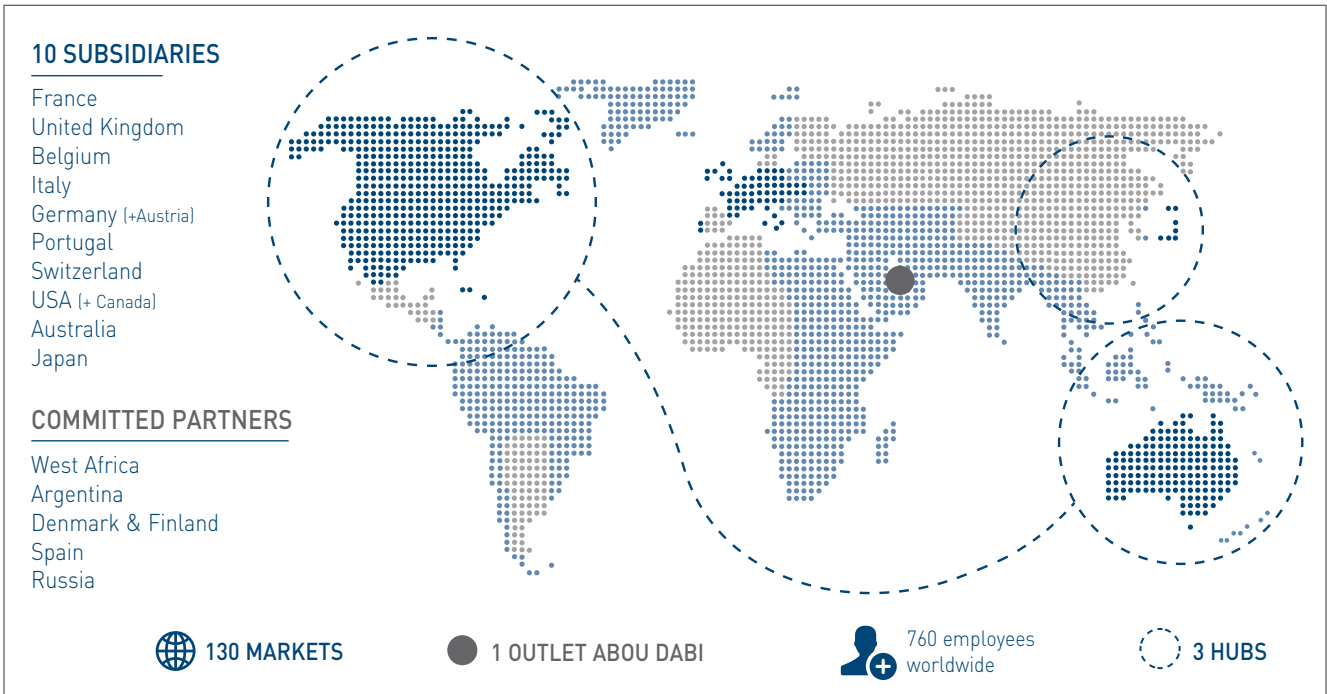 10 SUBSIDIARIES
France
United Kingdom
Belgium
Italy
Germany (+Austria)
Portugal
Switzerland
USA (+ Canada)
Australia
Japan
COMMITTED PARTNERS
West Africa
Argentina
Denmark & Finland
Spain
Russia
130 MARKETS
1 OUTLET ABOU DABI
760 employees
worldwide
3 HUBS